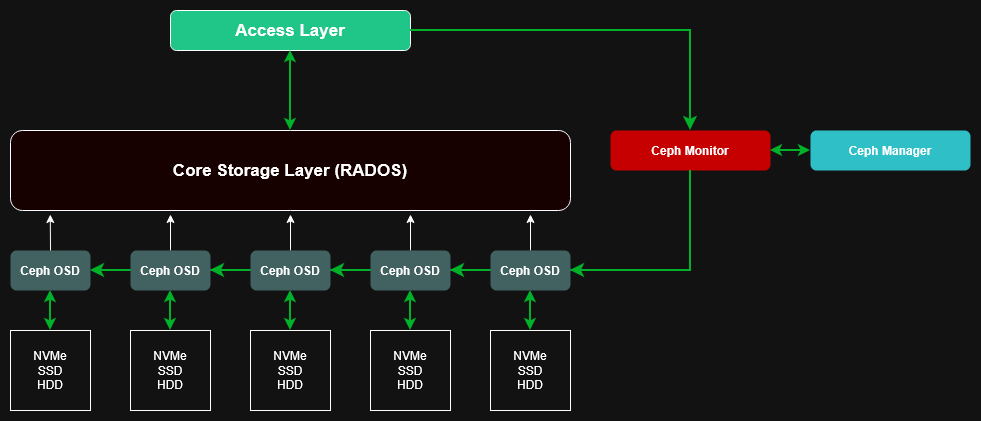 Access Layer
Core Storage Layer (RADOS)
Ceph Monitor
Ceph Manager
Ceph OSD
Ceph OSD
Ceph OSD
Ceph OSD
Ceph OSD
NVMe
SSD
HDD
NVMe
SSD
HDD
NVMe
SSD
HDD
NVMe
SSD
HDD
NVMe
SSD
HDD